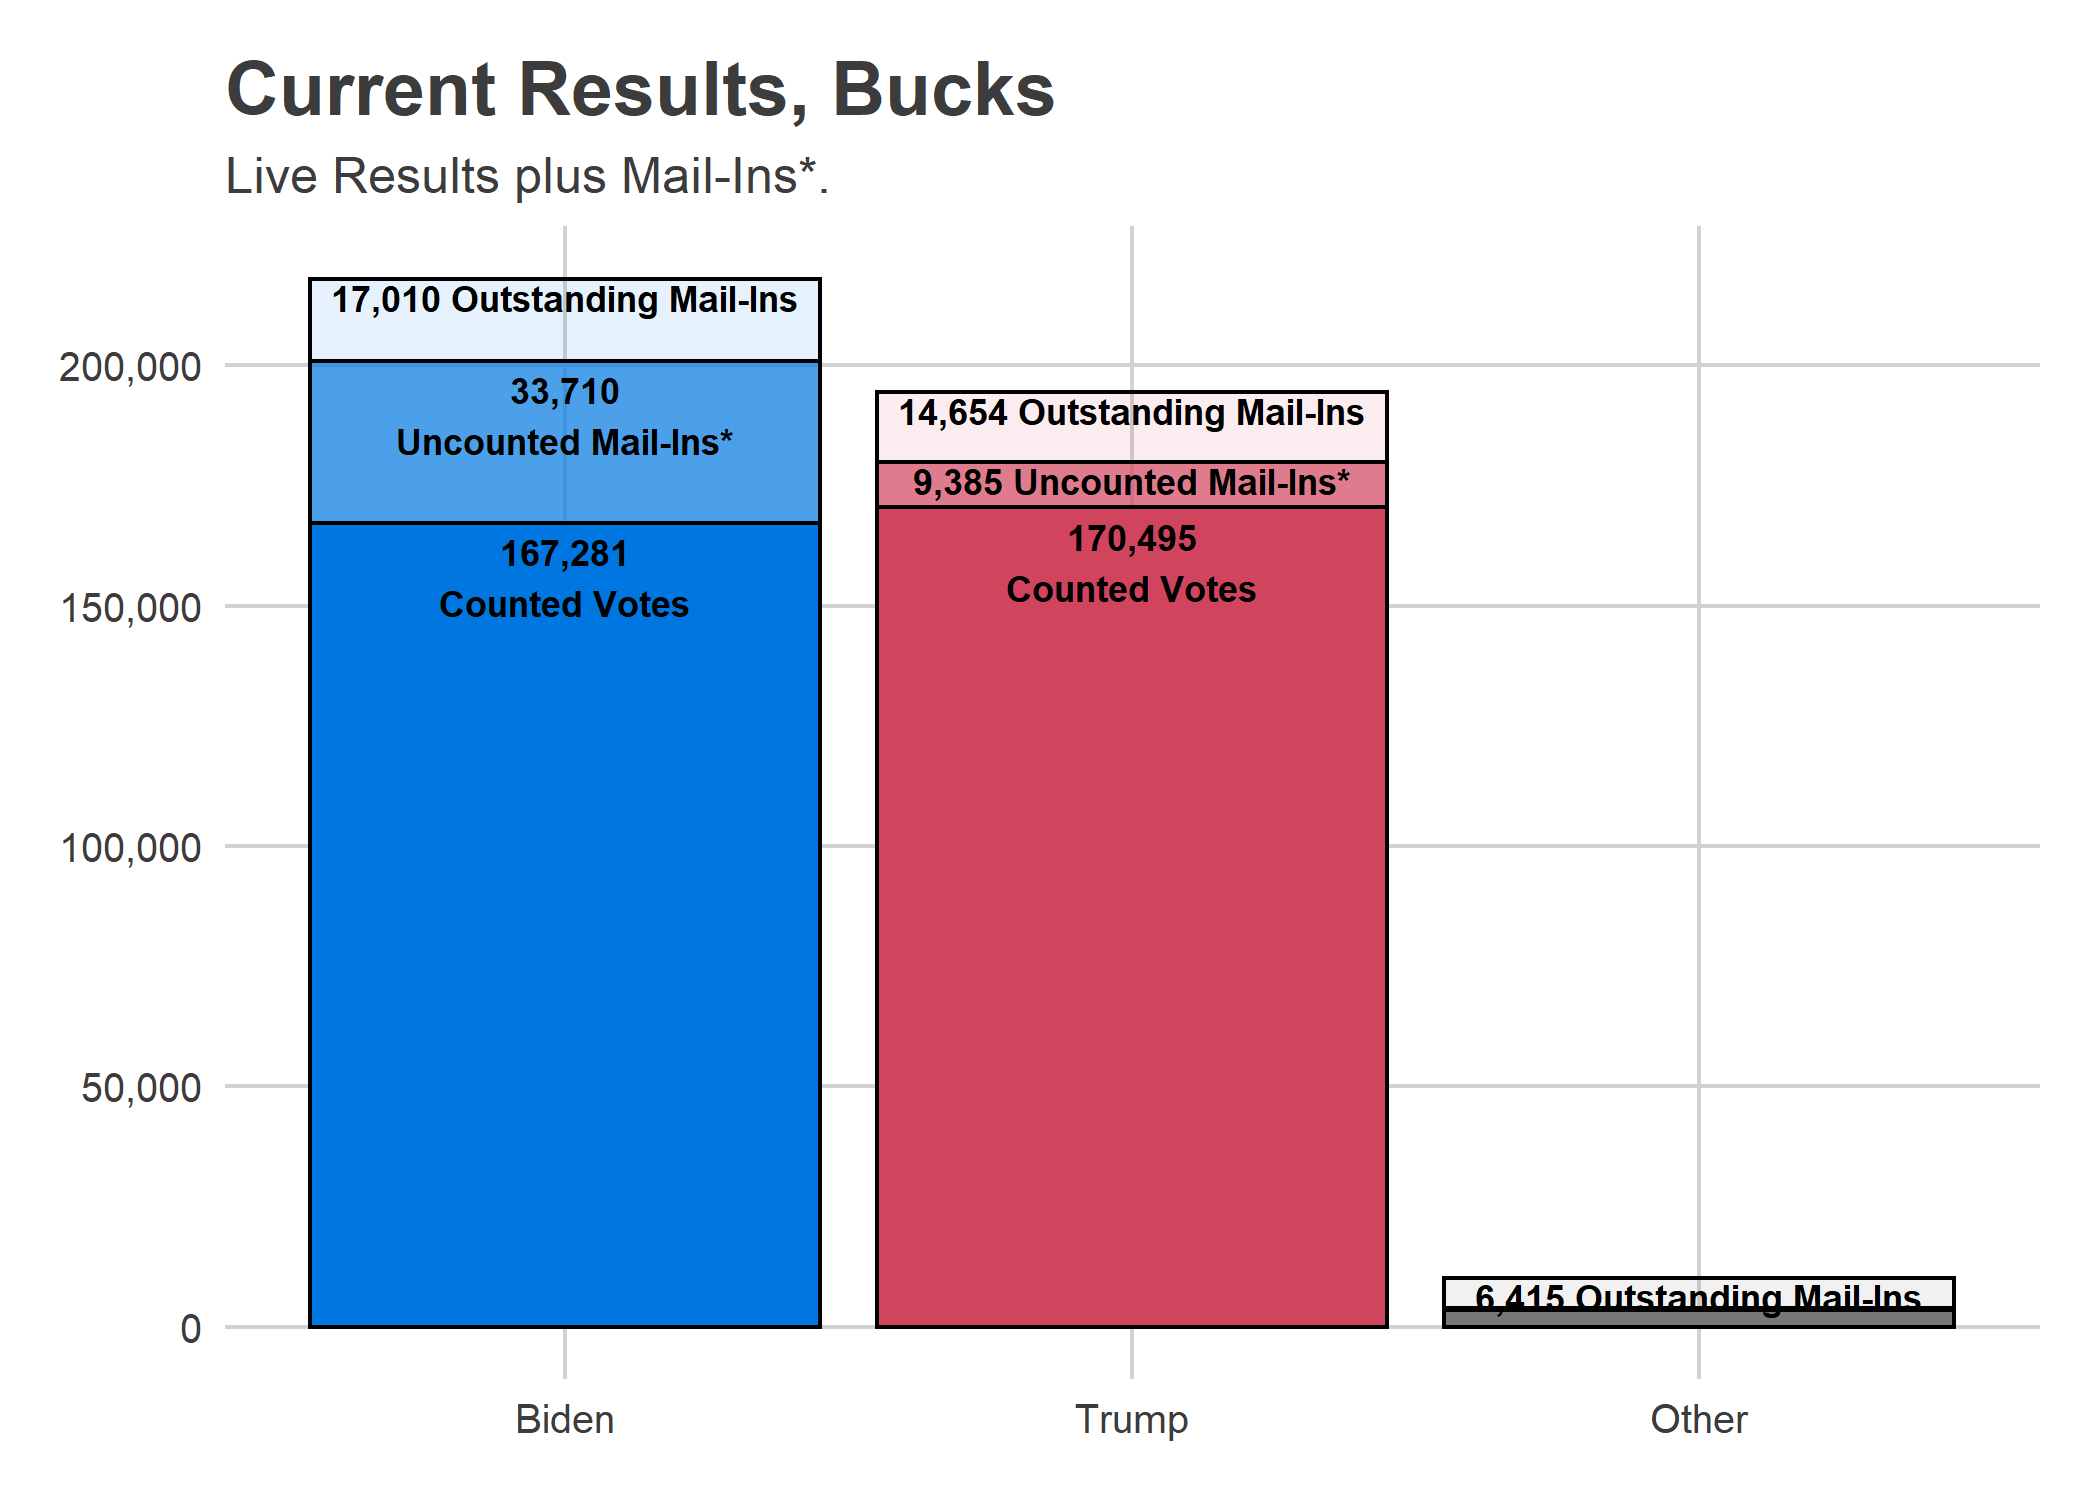 Current Results, Bucks
Live Results plus Mail-Ins*.
17,010 Outstanding Mail-Ins
200,000
33,710
Uncounted Mail-Ins*
14,654 Outstanding Mail-Ins
9,385 Uncounted Mail-Ins*
167,281
Counted Votes
170,495
Counted Votes
150,000
100,000
50,000
6,415 Outstanding Mail-Ins
0
Biden
Trump
Other